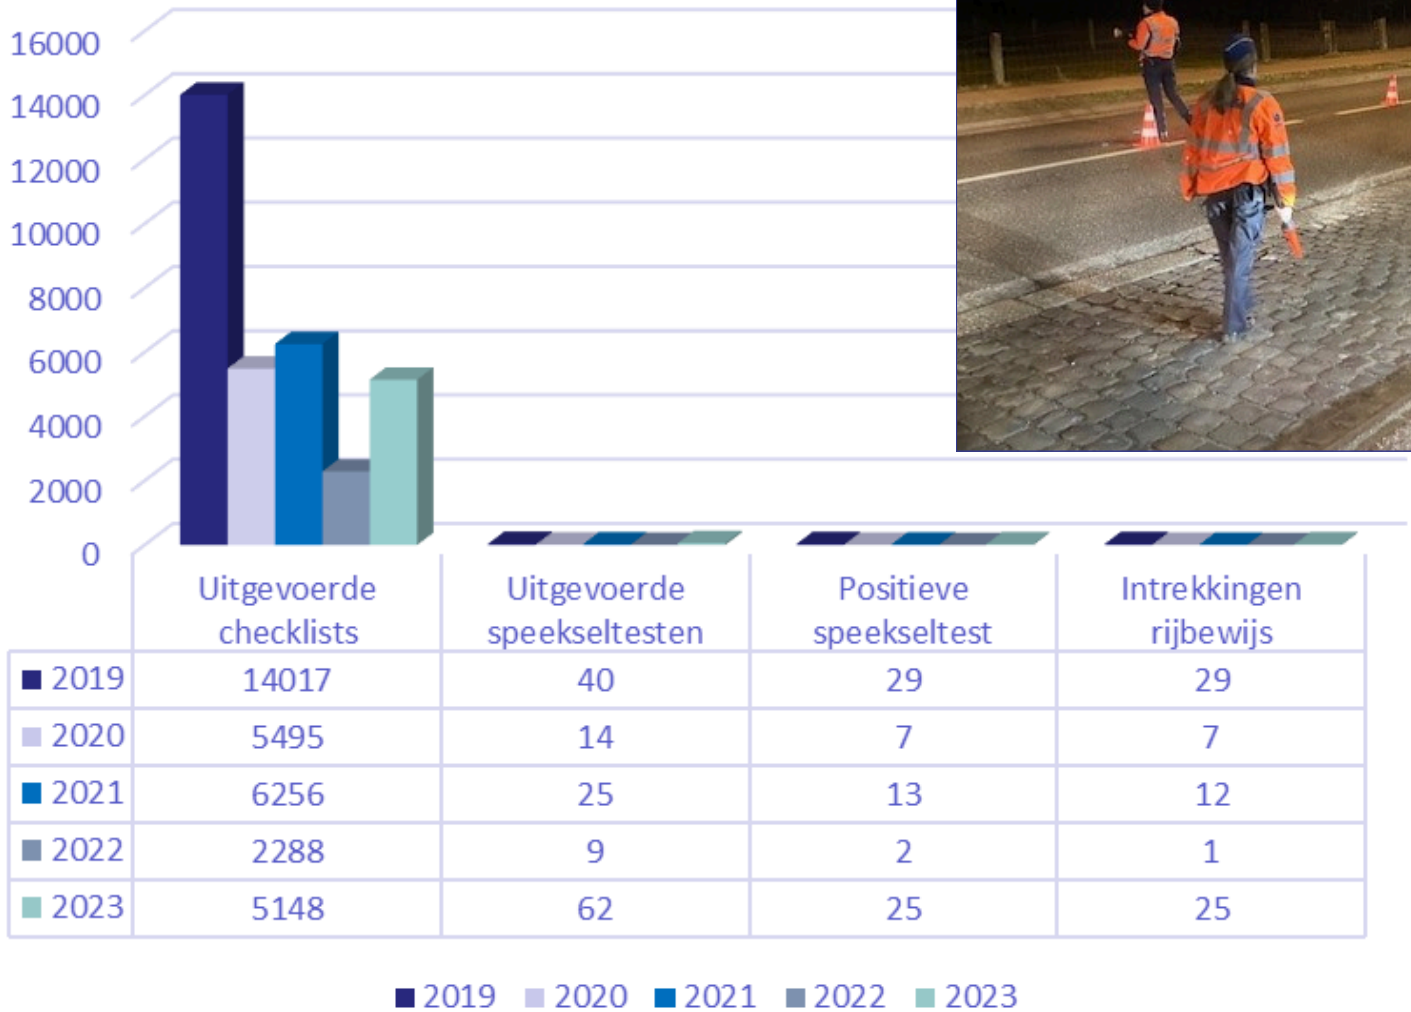 16000
14000
12000
10000
8000
6000
4000
2000
0
Uitgevoerde checklists
Uitgevoerde speekseltesten
Positieve speekseltest
Intrekkingen rijbewijs
2019 14017 40 29 29
2020 5495 14 7 7
2021 6256 25 13 12
2022 2288 9 2 1
2023 5148 62 25 25
2019 2020 2021 2022 2023